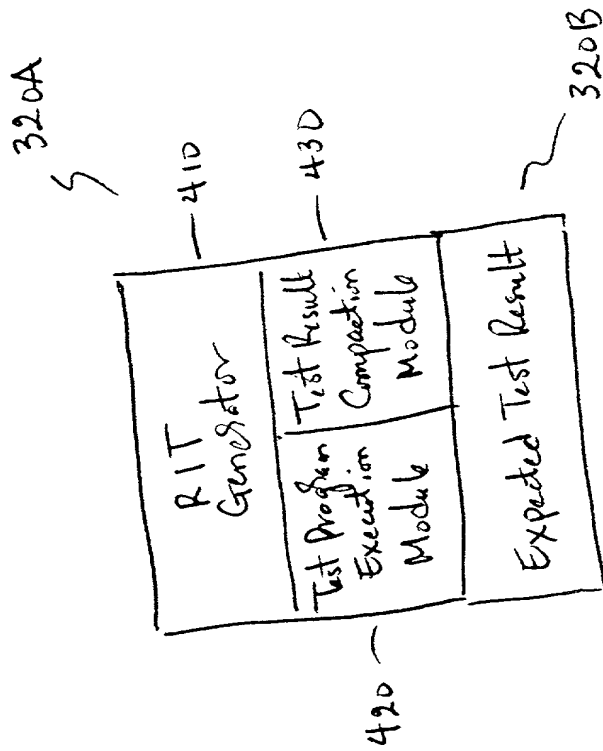 320A
RIT
Generator
410
Test Program
Execution
Module
420
Test Result
Compaction
Module
430
Expected Test Result
320B